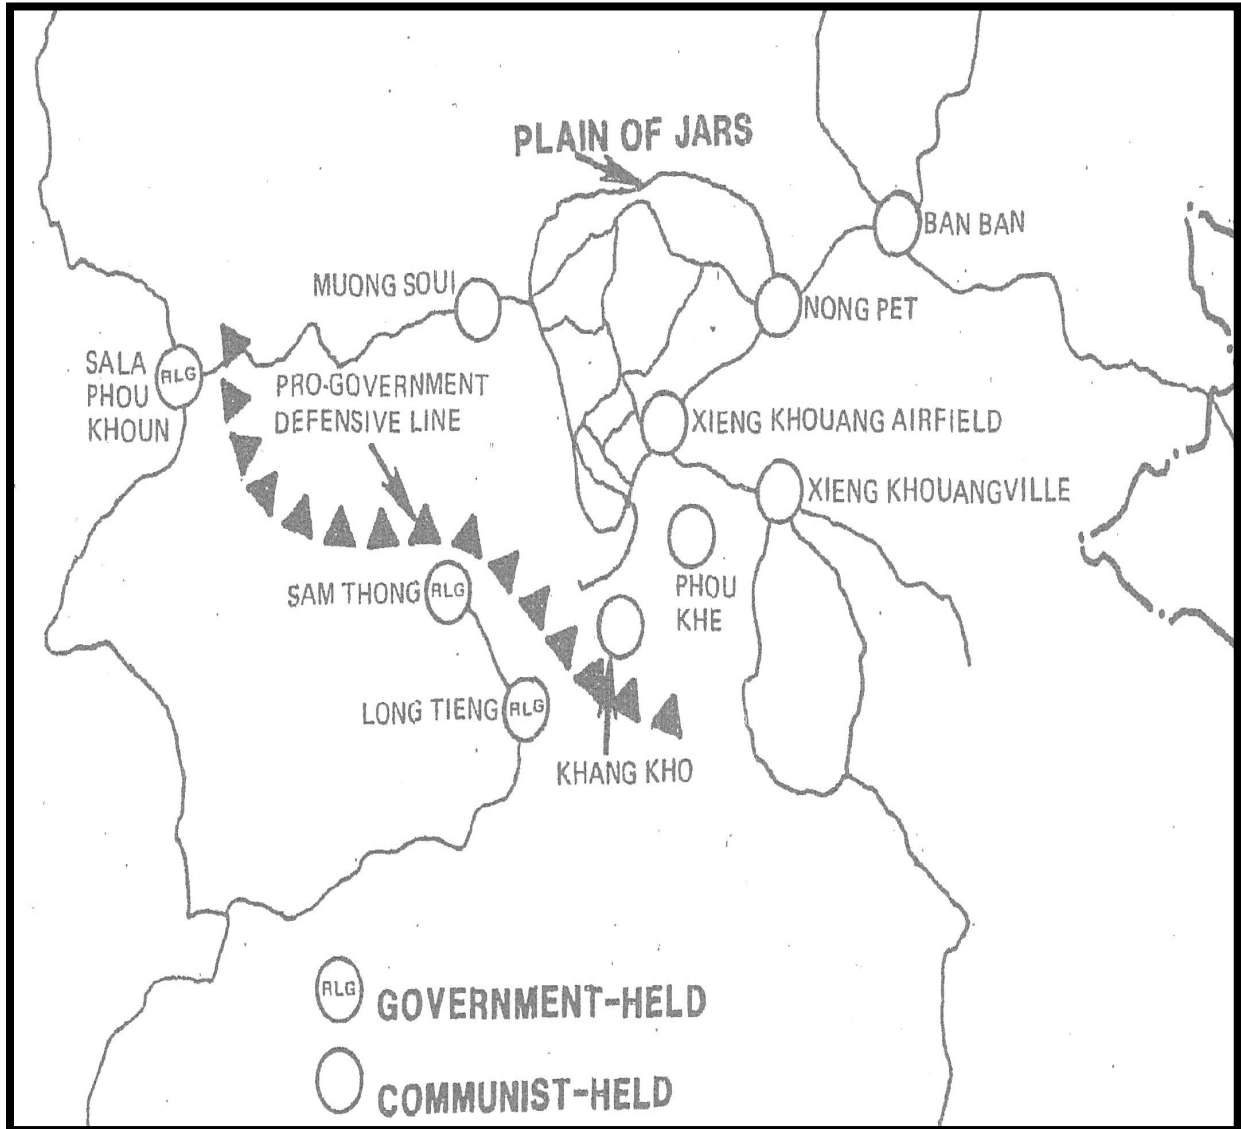 PLAIN OF JARS
BAN BAN
MUONG SOUI
NONG PET
SALA
PHOU
KHOUN
RLG
PRO-GOVERNMENT
DEFENSIVE LINE
XIENG KHOUANG AIRFIELD
XIENG KHOUANGVILLE
SAM THONG
RLG
PHOU
KHE
LONG TIENG
RLG
KHANG KHO
RLG
GOVERNMENT-HELD
COMMUNIST-HELD